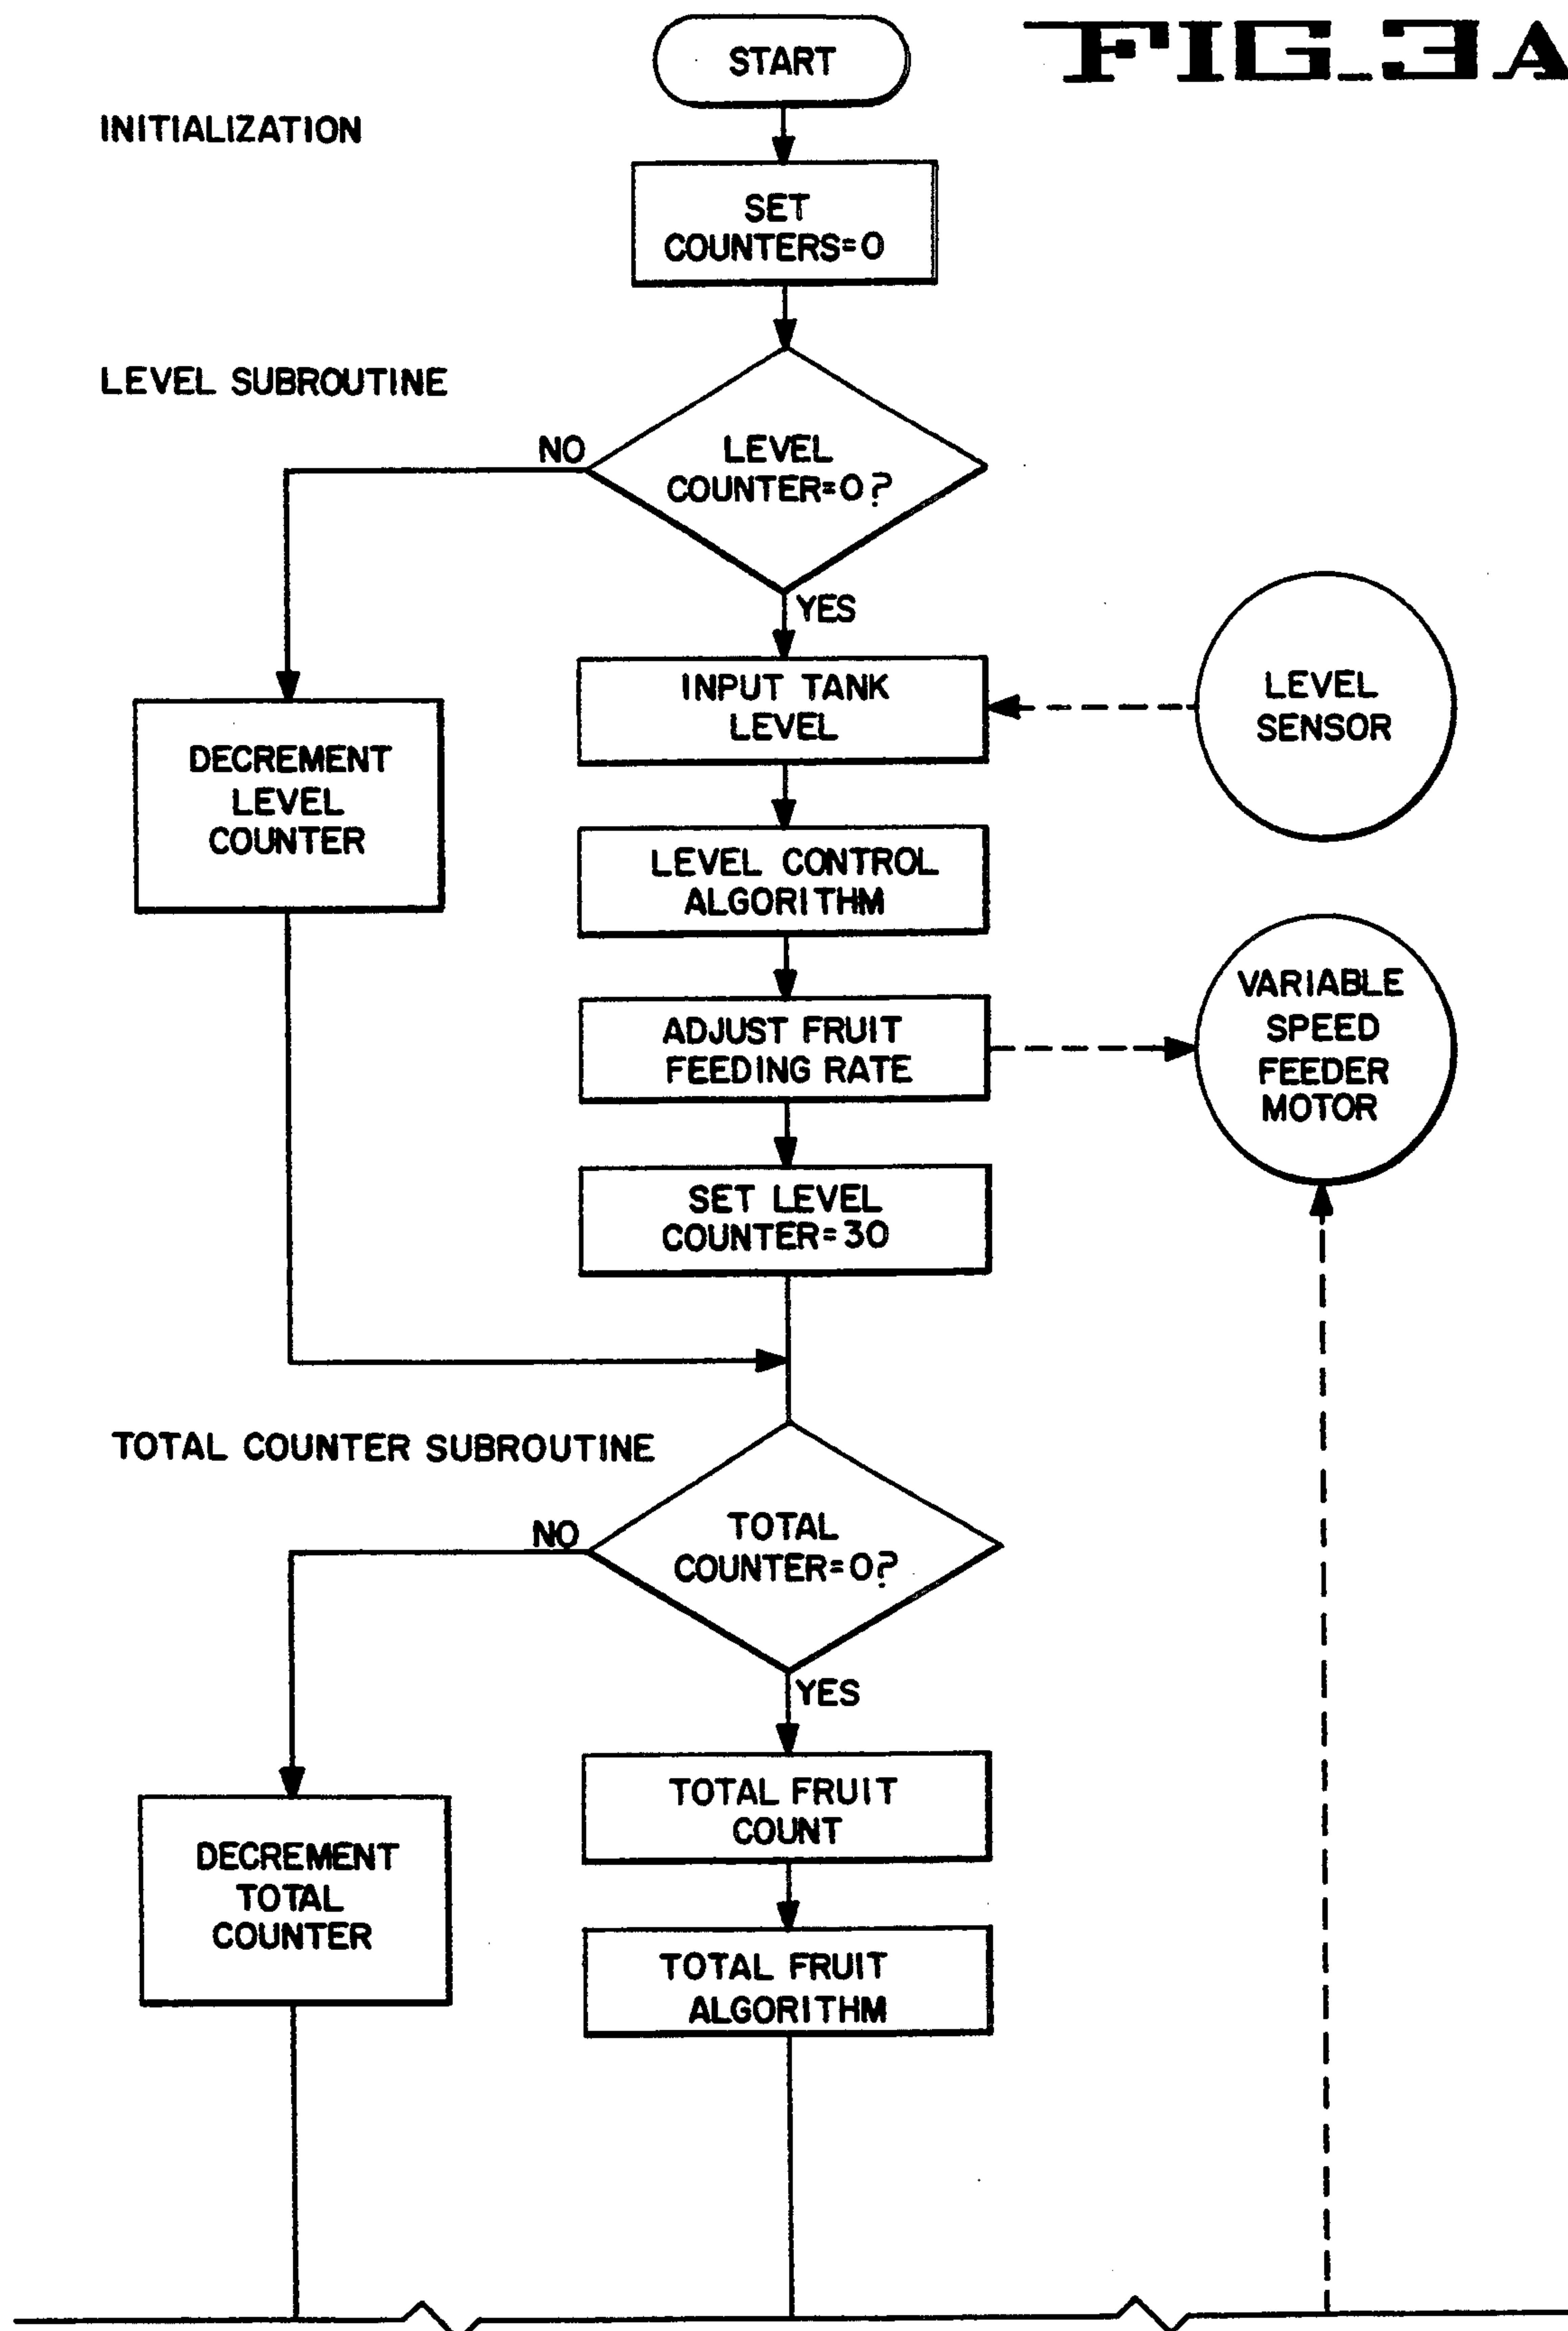 START
FIG_3A
INITIALIZATION
SET
COUNTERS=0
LEVEL SUBROUTINE
NO
LEVEL
COUNTER=0?
YES
INPUT TANK
LEVEL
LEVEL
SENSOR
DECREMENT
LEVEL
COUNTER
LEVEL CONTROL
ALGORITHM
ADJUST FRUIT
FEEDING RATE
VARIABLE
SPEED
FEEDER
MOTOR
SET LEVEL
COUNTER=30
TOTAL COUNTER SUBROUTINE
NO
TOTAL
COUNTER=0?
YES
TOTAL FRUIT
COUNT
DECREMENT
TOTAL
COUNTER
TOTAL FRUIT
ALGORITHM